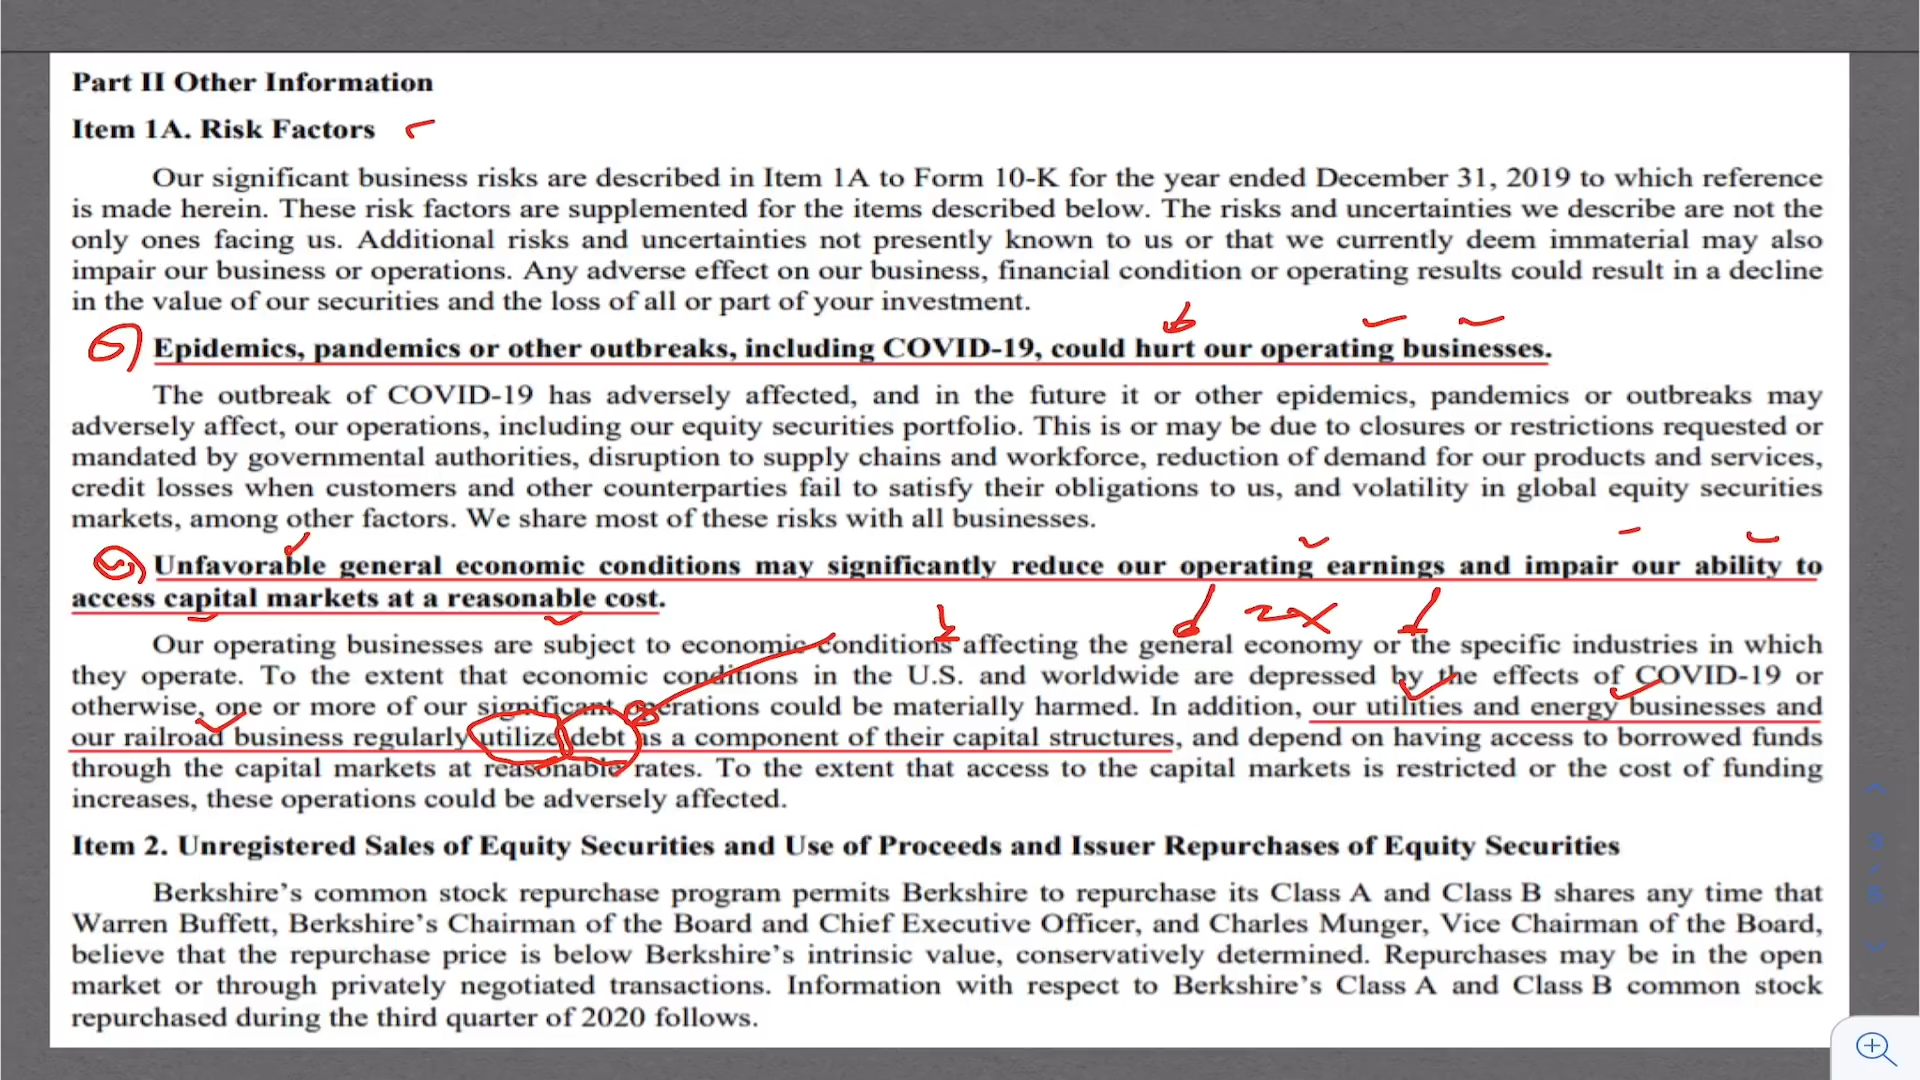 Part II Other Information
Item 1A. Risk Factors
Our significant business risks are described in Item 1A to Form 10-K for the year ended December 31, 2019 to which reference
is made herein. These risk factors are supplemented for the items described below. The risks and uncertainties we describe are not the
only ones facing us. Additional risks and uncertainties not presently known to us or that we currently deem immaterial may also
impair our business or operations. Any adverse effect on our business, financial condition or operating results could result in a decline
in the value of our securities and the loss of all or part of your investment.
Epidemics, pandemics or other outbreaks, including COVID-19, could hurt our operating businesses.
The outbreak of COVID-19 has adversely affected, and in the future it or other epidemics, pandemics or outbreaks may
adversely affect, our operations, including our equity securities portfolio. This is or may be due to closures or restrictions requested or
mandated by governmental authorities, disruption to supply chains and workforce, reduction of demand for our products and services,
credit losses when customers and other counterparties fail to satisfy their obligations to us, and volatility in global equity securities
markets, among other factors. We share most of these risks with all businesses.
Unfavorable general economic conditions may significantly reduce our operating earnings and impair our ability to
access capital markets at a reasonable cost.
2X
Our operating businesses are subject to economic conditions affecting the general economy or the specific industries in which
they operate. To the extent that economic conditions in the U.S. and worldwide are depressed by the effects of COVID-19 or
otherwise, one or more of our significant operations could be materially harmed. In addition, our utilities and energy businesses and
our railroad business regularly utilize debt as a component of their capital structures, and depend on having access to borrowed funds
through the capital markets at reasonable rates. To the extent that access to the capital markets is restricted or the cost of funding
increases, these operations could be adversely affected.
Item 2. Unregistered Sales of Equity Securities and Use of Proceeds and Issuer Repurchases of Equity Securities
Berkshire's common stock repurchase program permits Berkshire to repurchase its Class A and Class B shares any time that
Warren Buffett, Berkshire's Chairman of the Board and Chief Executive Officer, and Charles Munger, Vice Chairman of the Board,
believe that the repurchase price is below Berkshire's intrinsic value, conservatively determined. Repurchases may be in the open
market or through privately negotiated transactions. Information with respect to Berkshire's Class A and Class B common stock
repurchased during the third quarter of 2020 follows.